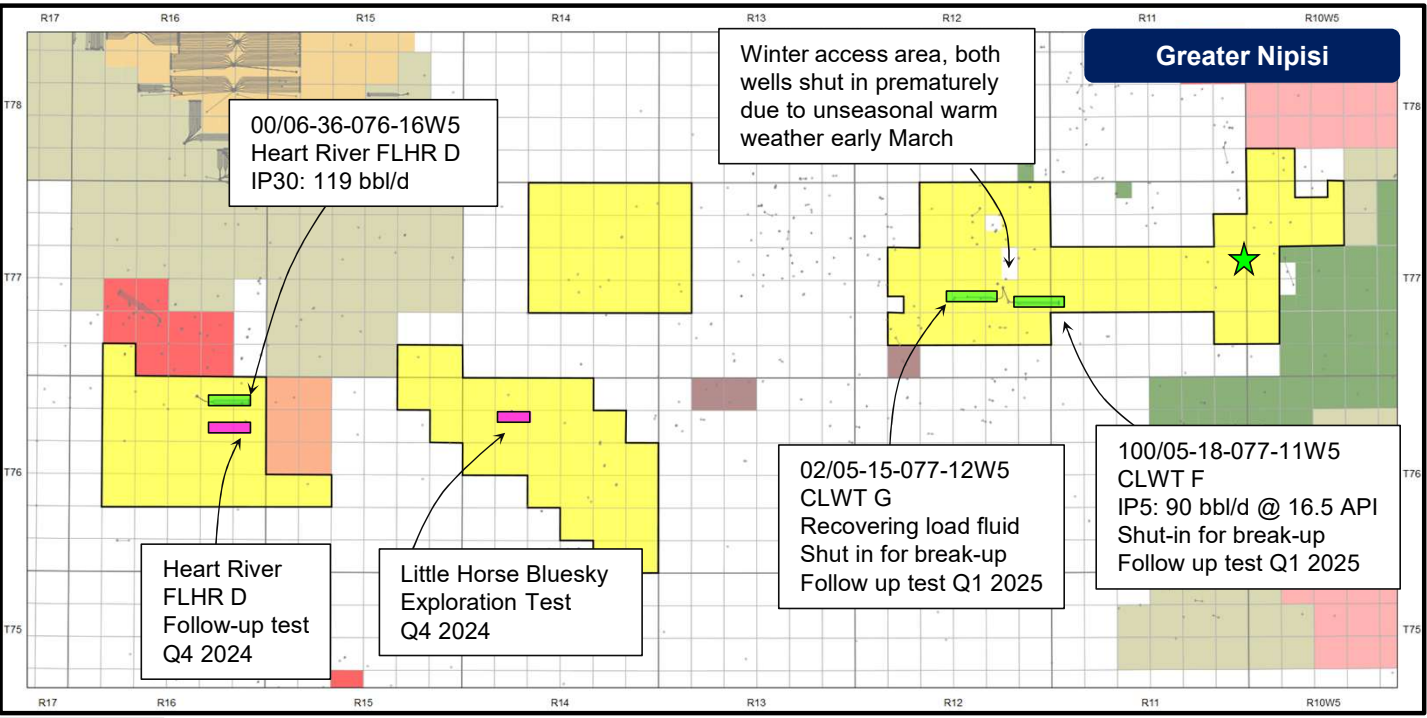 R17 R16 R15 R14 R13 R12 R11 R10W5
Greater Nipisi
Winter access area, both
wells shut in prematurely
due to unseasonal warm
weather early March
T78 T78
00/06-36-076-16W5
Heart River FLHR D
IP30: 119 bbl/d
T77 T77
T76 T76
100/05-18-077-11W5
CLWT F
IP5: 90 bbl/d @ 16.5 API
Shut-in for break-up
Follow up test Q1 2025
02/05-15-077-12W5
CLWT G
Recovering load fluid
Shut in for break-up
Follow up test Q1 2025
Heart River
FLHR D
Follow-up test
Q4 2024
Little Horse Bluesky
Exploration Test
Q4 2024
T75 T75
R17 R16 R15 R14 R13 R12 R11 R10W5